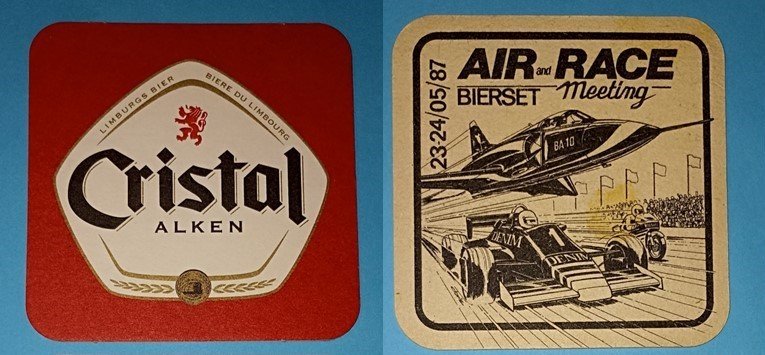 LIMBURGS BIER
BIERE DU LIMBOURG
Cristal
ALKEN
23-24/05/87
AIR and RACE
BIERSET Meeting
BA10
DENIM
1
DENIM